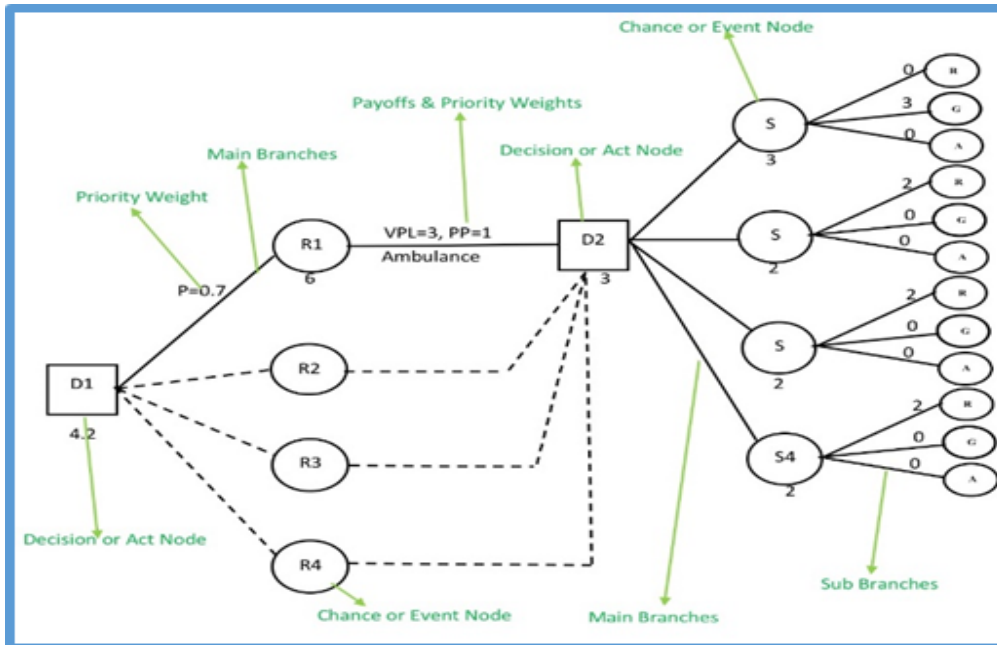 Chance or Event Node
0
R
Payoffs & Priority Weights
3
G
S
Main Branches
Decision or Act Node
0
A
3
Priority Weight
2
R
R1
VPL=3, PP=1
D2
S
0
G
Ambulance
0
A
6
3
2
P=0.7
2
R
0
G
S
0
A
R2
2
D1
2
R
4.2
0
G
R3
S4
0
A
2
Decision or Act Node
R4
Sub Branches
Chance or Event Node
Main Branches